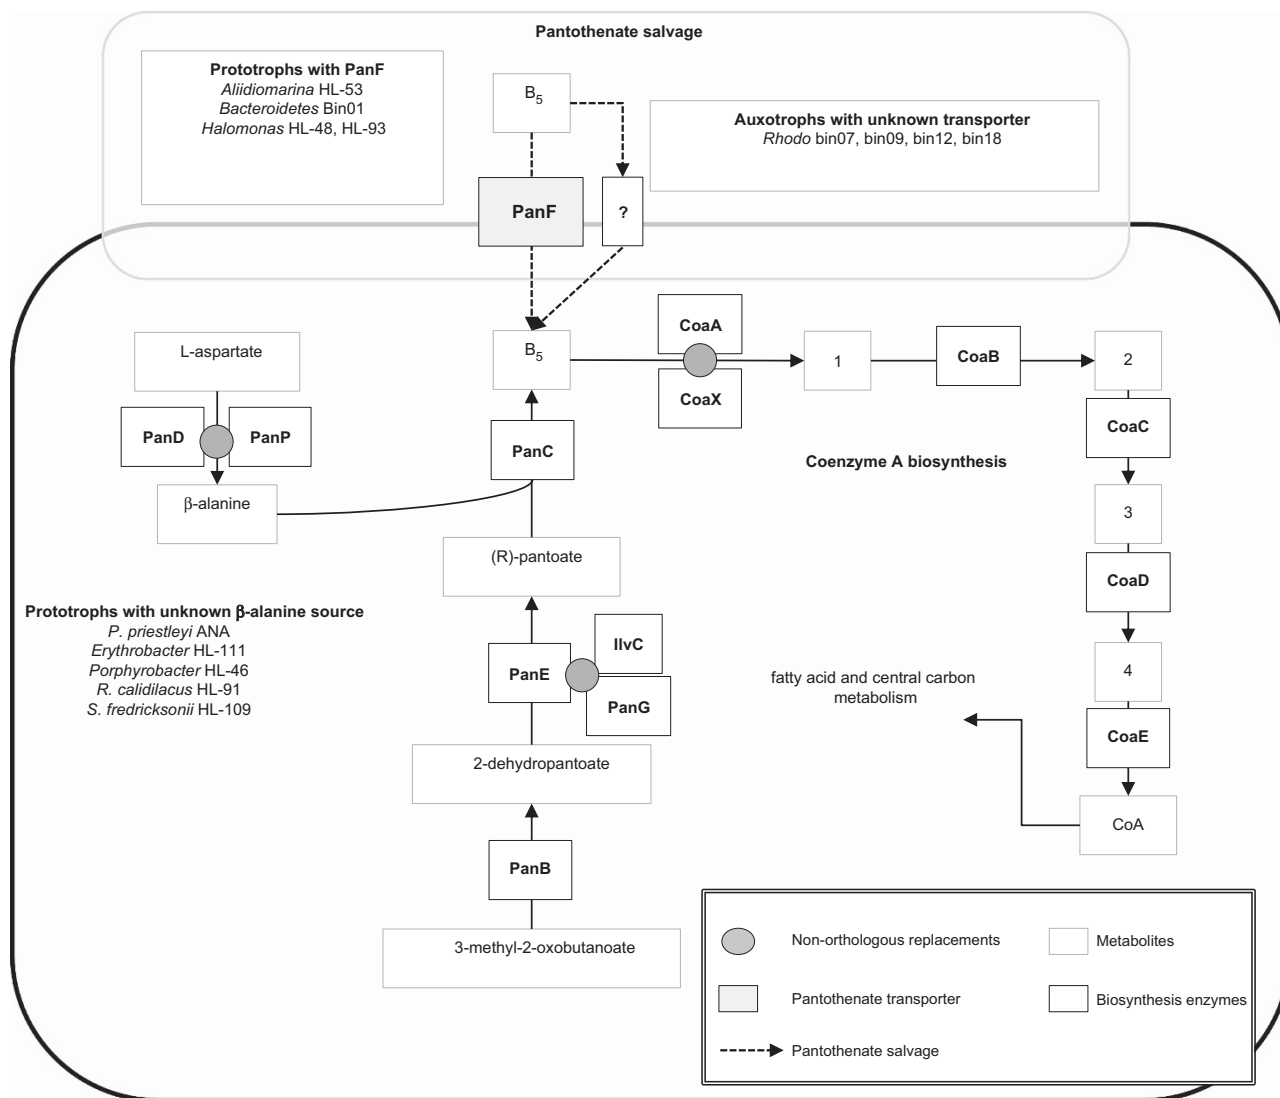 Pantothenate salvage
Prototrophs with PanF
Aliidiomarina HL-53
Bacteroidetes Bin01
Halomonas HL-48, HL-93
B5
Auxotrophs with unknown transporter
Rhodo bin07, bin09, bin12, bin18
PanF
?
L-aspartate
B5
CoaA
CoaX
1
CoaB
2
PanD
PanP
PanC
CoaC
Coenzyme A biosynthesis
β-alanine
3
(R)-pantoate
CoaD
Prototrophs with unknown β-alanine source
P. priestleyi ANA
Erythrobacter HL-111
Porphyrobacter HL-46
R. calidilacus HL-91
S. fredricksonii HL-109
PanE
IlvC
PanG
4
fatty acid and central carbon
metabolism
CoaE
2-dehydropantoate
CoA
PanB
3-methyl-2-oxobutanoate
Non-orthologous replacements
Metabolites
Pantothenate transporter
Biosynthesis enzymes
Pantothenate salvage